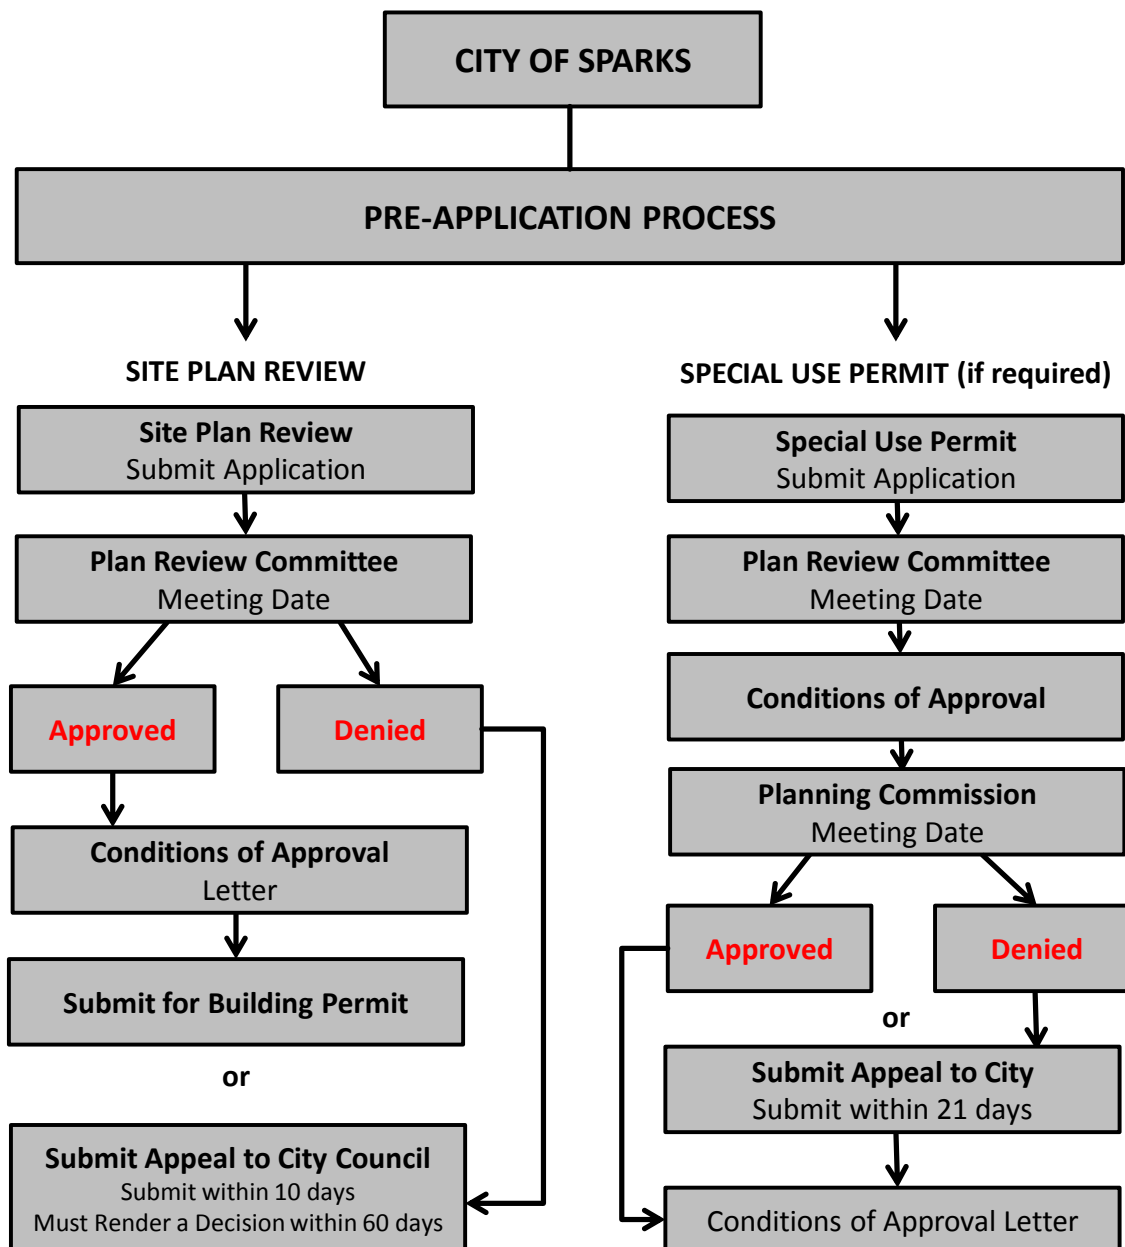 CITY OF SPARKS
PRE-APPLICATION PROCESS
SITE PLAN REVIEW
Site Plan Review
Submit Application
Plan Review Committee
Meeting Date
Approved
Denied
Conditions of Approval
Letter
Submit for Building Permit
or
Submit Appeal to City Council
Submit within 10 days
Must Render a Decision within 60 days
SPECIAL USE PERMIT (if required)
Special Use Permit
Submit Application
Plan Review Committee
Meeting Date
Conditions of Approval
Planning Commission
Meeting Date
Approved
Denied
or
Submit Appeal to City
Submit within 21 days
Conditions of Approval Letter